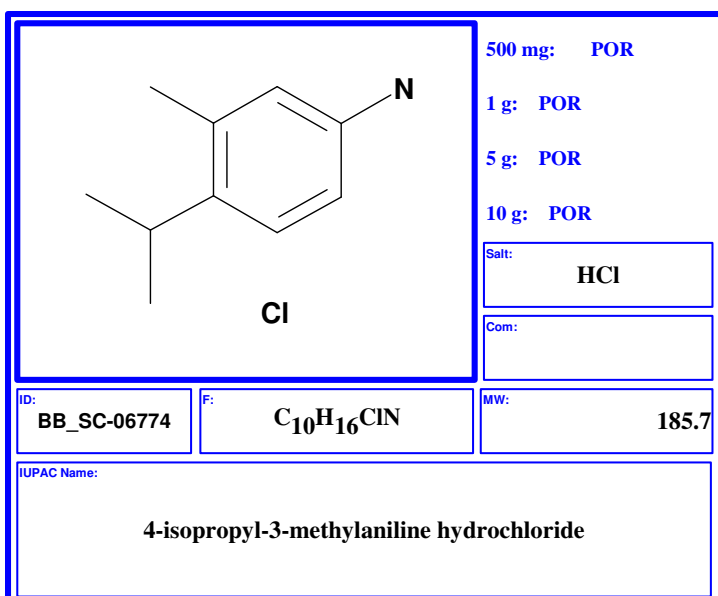 N
Cl
500 mg: POR
1 g: POR
5 g: POR
10 g: POR
Salt:
HCl
Com:
ID:
BB_SC-06774
F:
C10H16ClN
MW:
185.7
IUPAC Name:
4-isopropyl-3-methylaniline hydrochloride